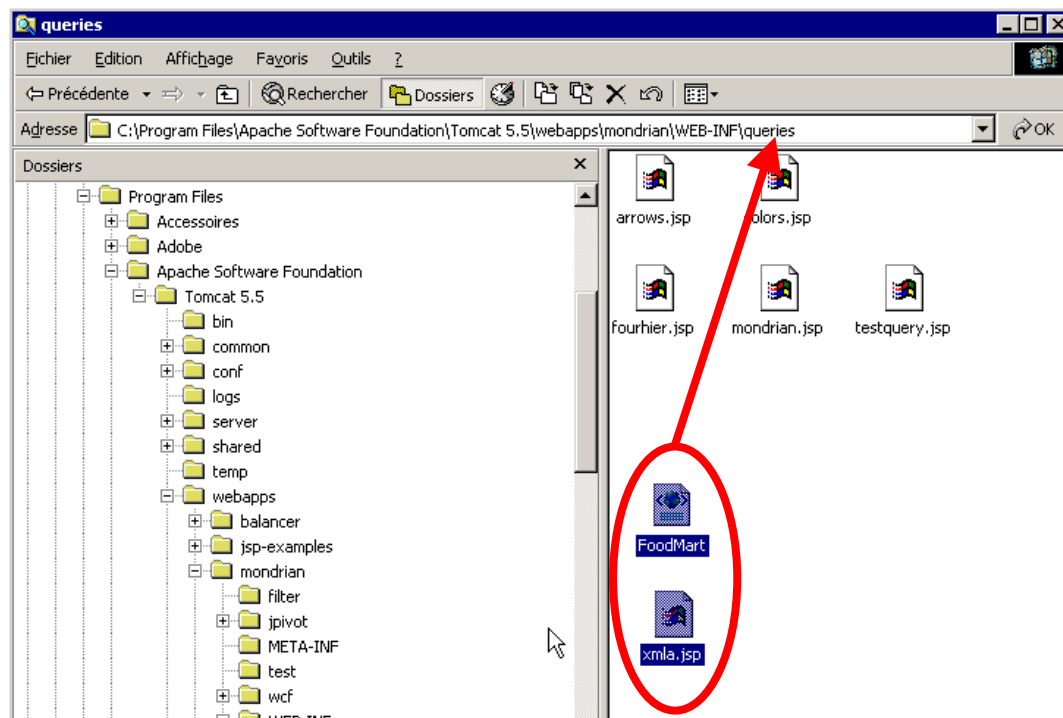 queries
Fichier Edition Affichage Favoris Outils ?
Précédente Rechercher Dossiers
Adresse C:\Program Files\Apache Software Foundation\Tomcat 5.5\webapps\mondrian\WEB-INF\queries OK
Dossiers
Program Files
Accessoires
Adobe
Apache Software Foundation
Tomcat 5.5
bin
common
conf
logs
server
shared
temp
webapps
balancer
jsp-examples
mondrian
filter
jpivot
META-INF
test
wcf
WEB-INF
arrows.jsp colors.jsp
fourhier.jsp mondrian.jsp testquery.jsp
FoodMart
xmla.jsp